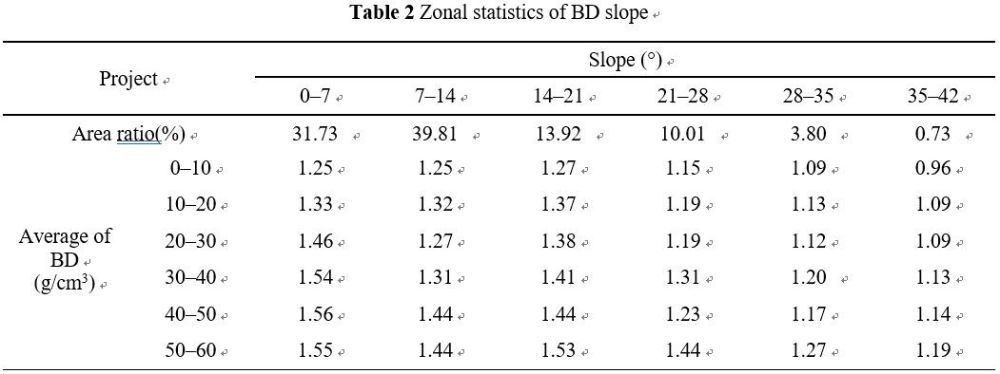 Table 2 Zonal statistics of BD slope
Project Slope (°)
0–7 7–14 14–21 21–28 28–35 35–42
Area ratio(%) 31.73 39.81 13.92 10.01 3.80 0.73
Average of BD (g/cm³)
0–10 1.25 1.25 1.27 1.15 1.09 0.96
10–20 1.33 1.32 1.37 1.19 1.13 1.09
20–30 1.46 1.27 1.38 1.19 1.12 1.09
30–40 1.54 1.31 1.41 1.31 1.20 1.13
40–50 1.56 1.44 1.44 1.23 1.17 1.14
50–60 1.55 1.44 1.53 1.44 1.27 1.19